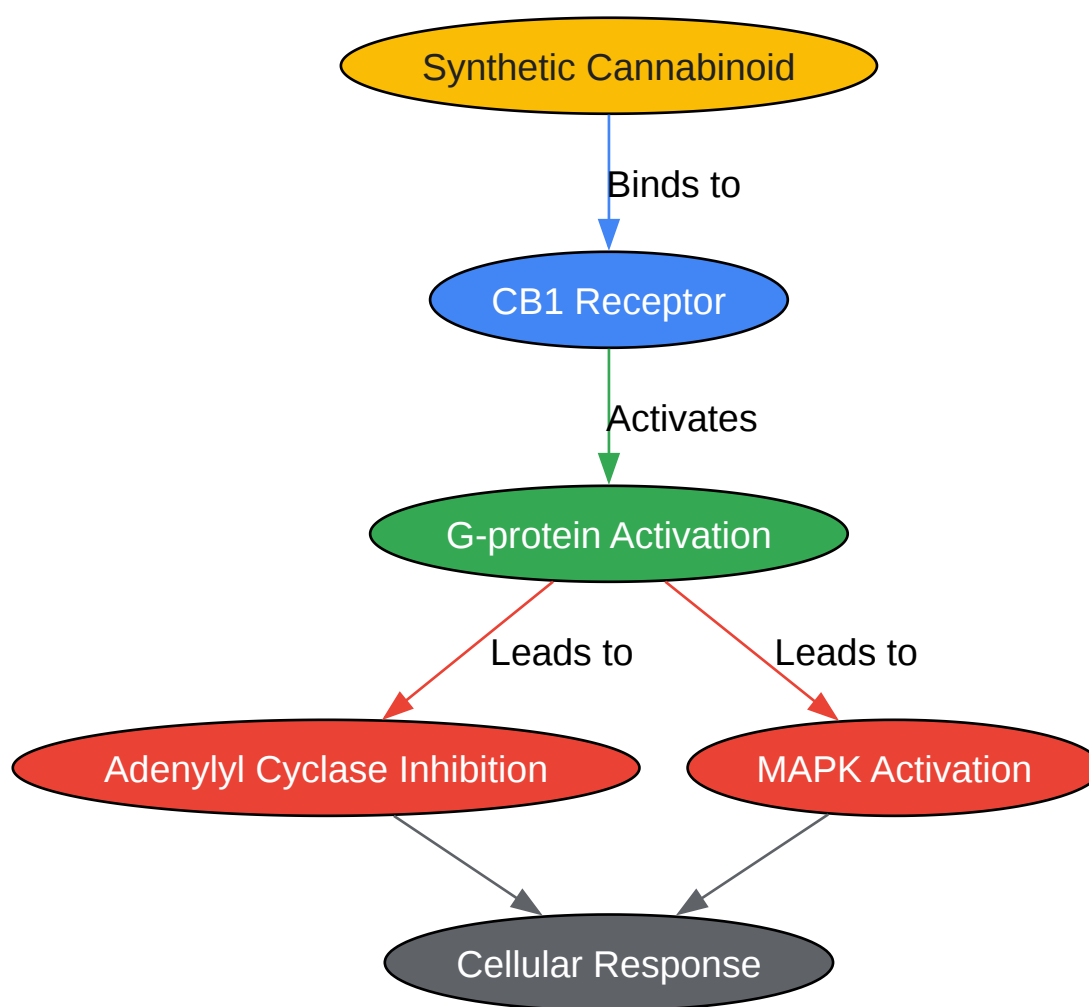 Synthetic Cannabinoid
Binds to
CB1 Receptor
Activates
G-protein Activation
Leads to
Leads to
Adenylyl Cyclase Inhibition
MAPK Activation
Cellular Response